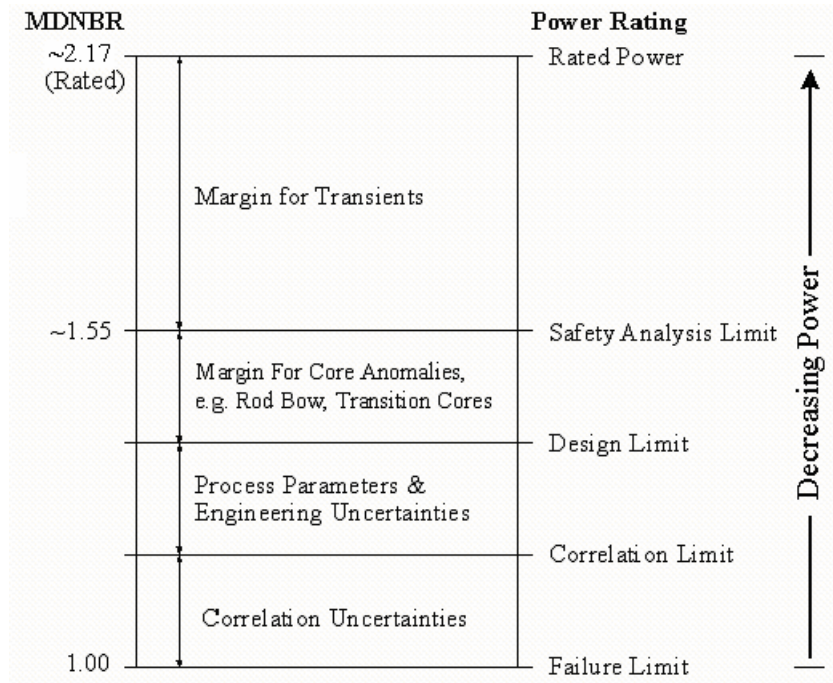 MDNBR Power Rating
~2.17 Rated Power
(Rated)
Margin for Transients
~1.55 Safety Analysis Limit
Margin For Core Anomalies,
e.g. Rod Bow, Transition Cores
Design Limit
Process Parameters &
Engineering Uncertainties
Correlation Limit
Correlation Uncertainties
1.00 Failure Limit
Decreasing Power